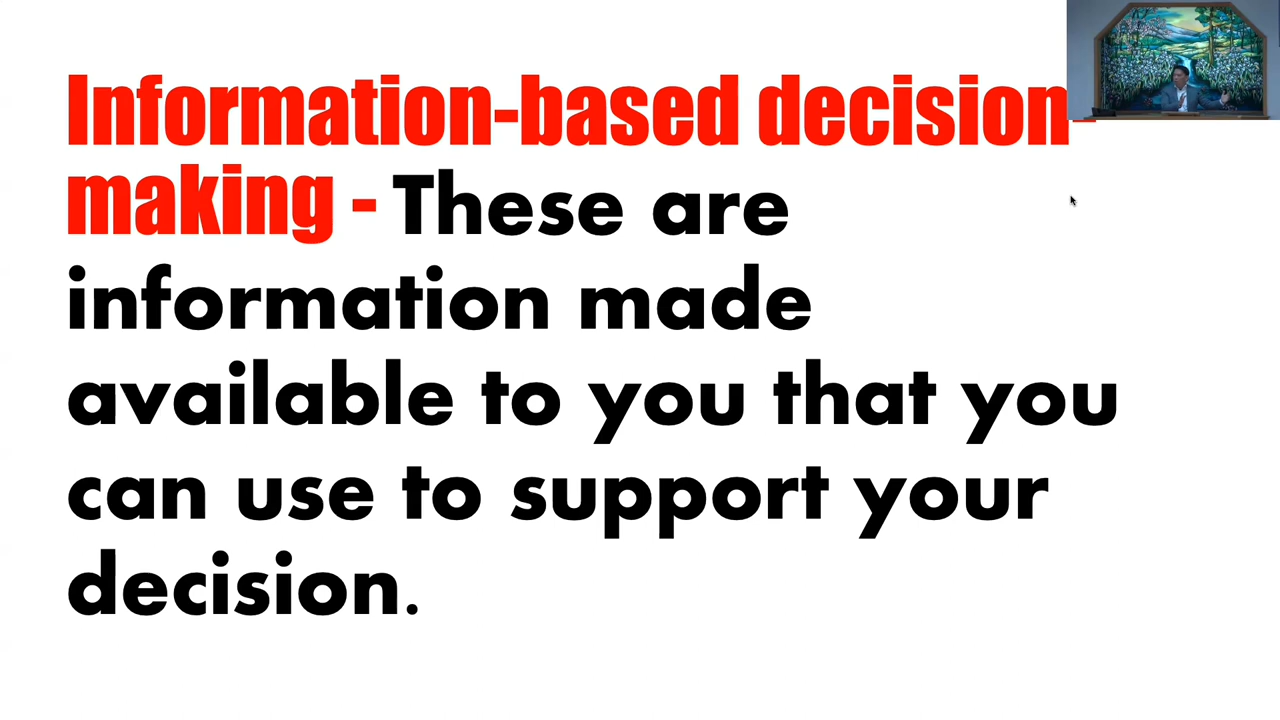 Information-based decision-
making - These are
information made
available to you that you
can use to support your
decision.